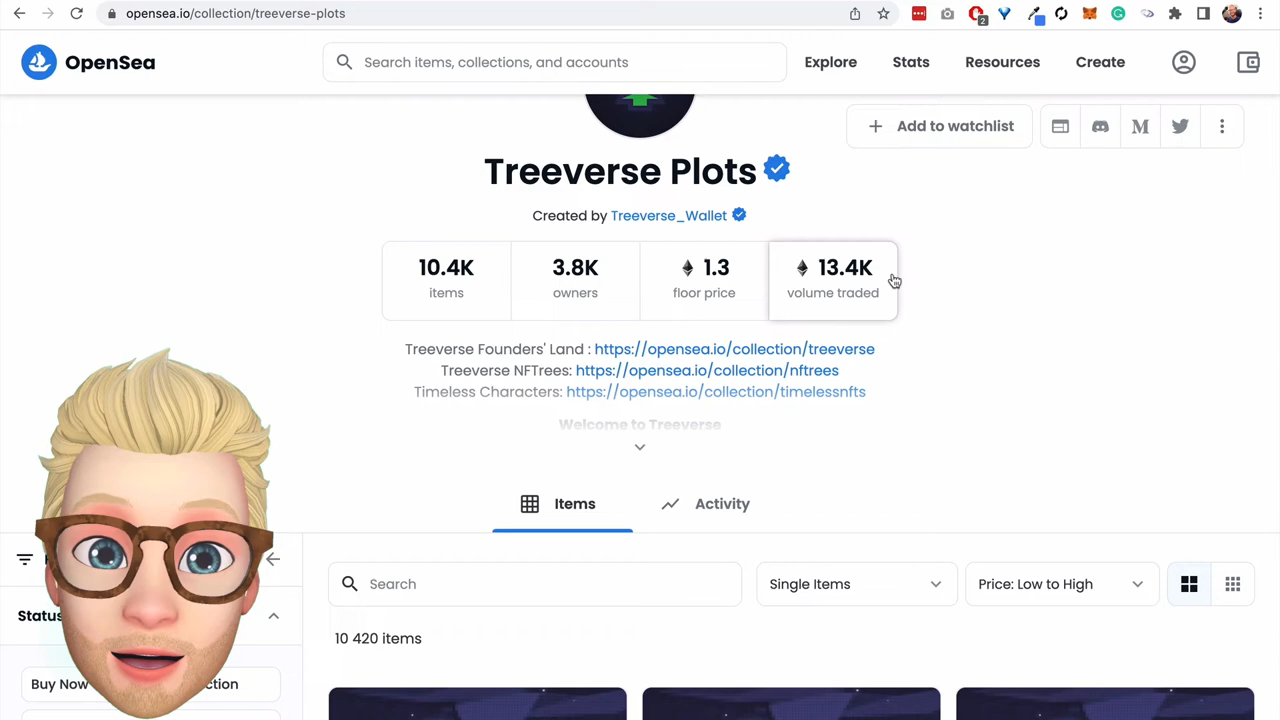 opensea.io/collection/treeverse-plots
2
OpenSea
Search items, collections, and accounts
Explore
Stats
Resources
Create
Add to watchlist
Treeverse Plots
Created by Treeverse_Wallet
10.4K
items
3.8K
owners
1.3
floor price
13.4K
volume traded
Treeverse Founders' Land : https://opensea.io/collection/treeverse
Treeverse NFTrees: https://opensea.io/collection/nftrees
Timeless Characters: https://opensea.io/collection/timelessnfts
Welcome to Treeverse
Items
Activity
Search
Single Items
Price: Low to High
Status
10 420 items
Buy Now